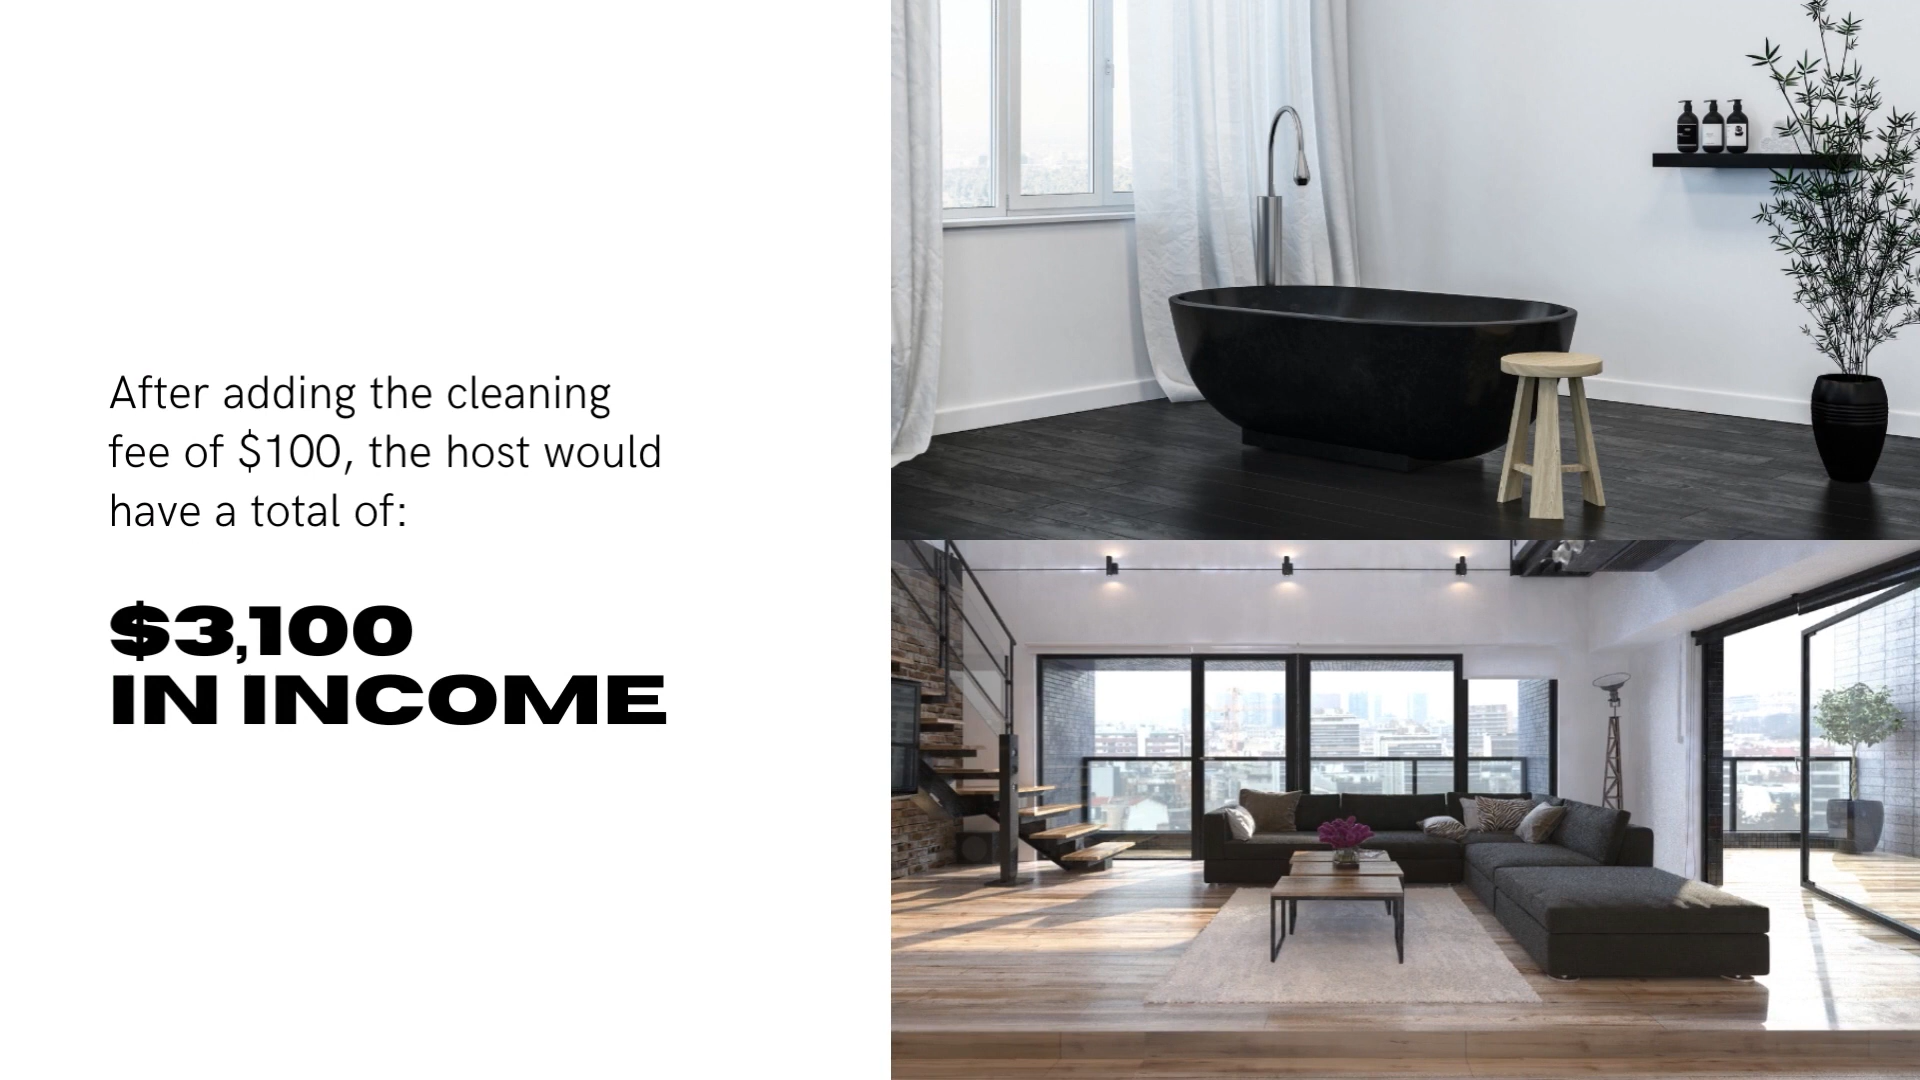 After adding the cleaning
fee of $100, the host would
have a total of:
$3,100
IN INCOME